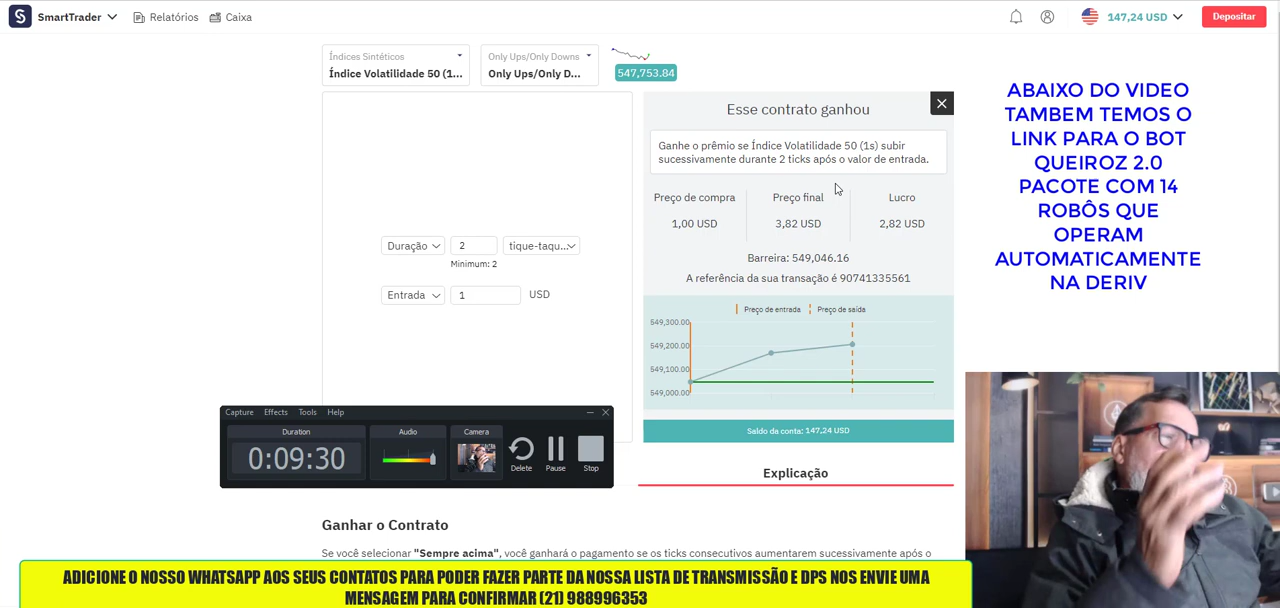 SmartTrader
Relatórios
Caixa
147,24 USD
Depositar
Índices Sintéticos
Índice Volatilidade 50 (1...
Only Ups/Only Downs
Only Ups/Only D...
547,753.84
Duração
2
tique-taqu...
Minimum: 2
Entrada
1
USD
Esse contrato ganhou
Ganhe o prêmio se Índice Volatilidade 50 (1s) subir
sucessivamente durante 2 ticks após o valor de entrada.
Preço de compra
Preço final
Lucro
1,00 USD
3,82 USD
2,82 USD
Barreira: 549,046.16
A referência da sua transação é 90741335561
Preço de entrada
Preço de saída
549,300.00
549,200.00
549,100.00
549,000.00
Saldo da conta: 147,24 USD
Explicação
Ganhar o Contrato
Se você selecionar "Sempre acima", você ganhará o pagamento se os ticks consecutivos aumentarem sucessivamente após o
ABAIXO DO VIDEO
TAMBEM TEMOS O
LINK PARA O BOT
QUEIROZ 2.0
PACOTE COM 14
ROBÔS QUE
OPERAM
AUTOMATICAMENTE
NA DERIV
Capture
Effects
Tools
Help
Duration
Audio
Camera
0:09:30
Delete
Pause
Stop
ADICIONE O NOSSO WHATSAPP AOS SEUS CONTATOS PARA PODER FAZER PARTE DA NOSSA LISTA DE TRANSMISSÃO E DPS NOS ENVIE UMA
MENSAGEM PARA CONFIRMAR (21) 988996353